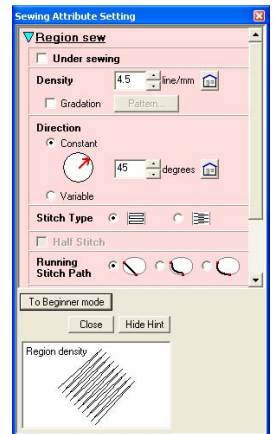 Sewing Attribute Setting
Region sew
Under sewing
Density 4.5 line/mm
Gradation Pattern...
Direction
Constant
45 degrees
Variable
Stitch Type
Half Stitch
Running
Stitch Path
To Beginner mode
Close Hide Hint
Region density